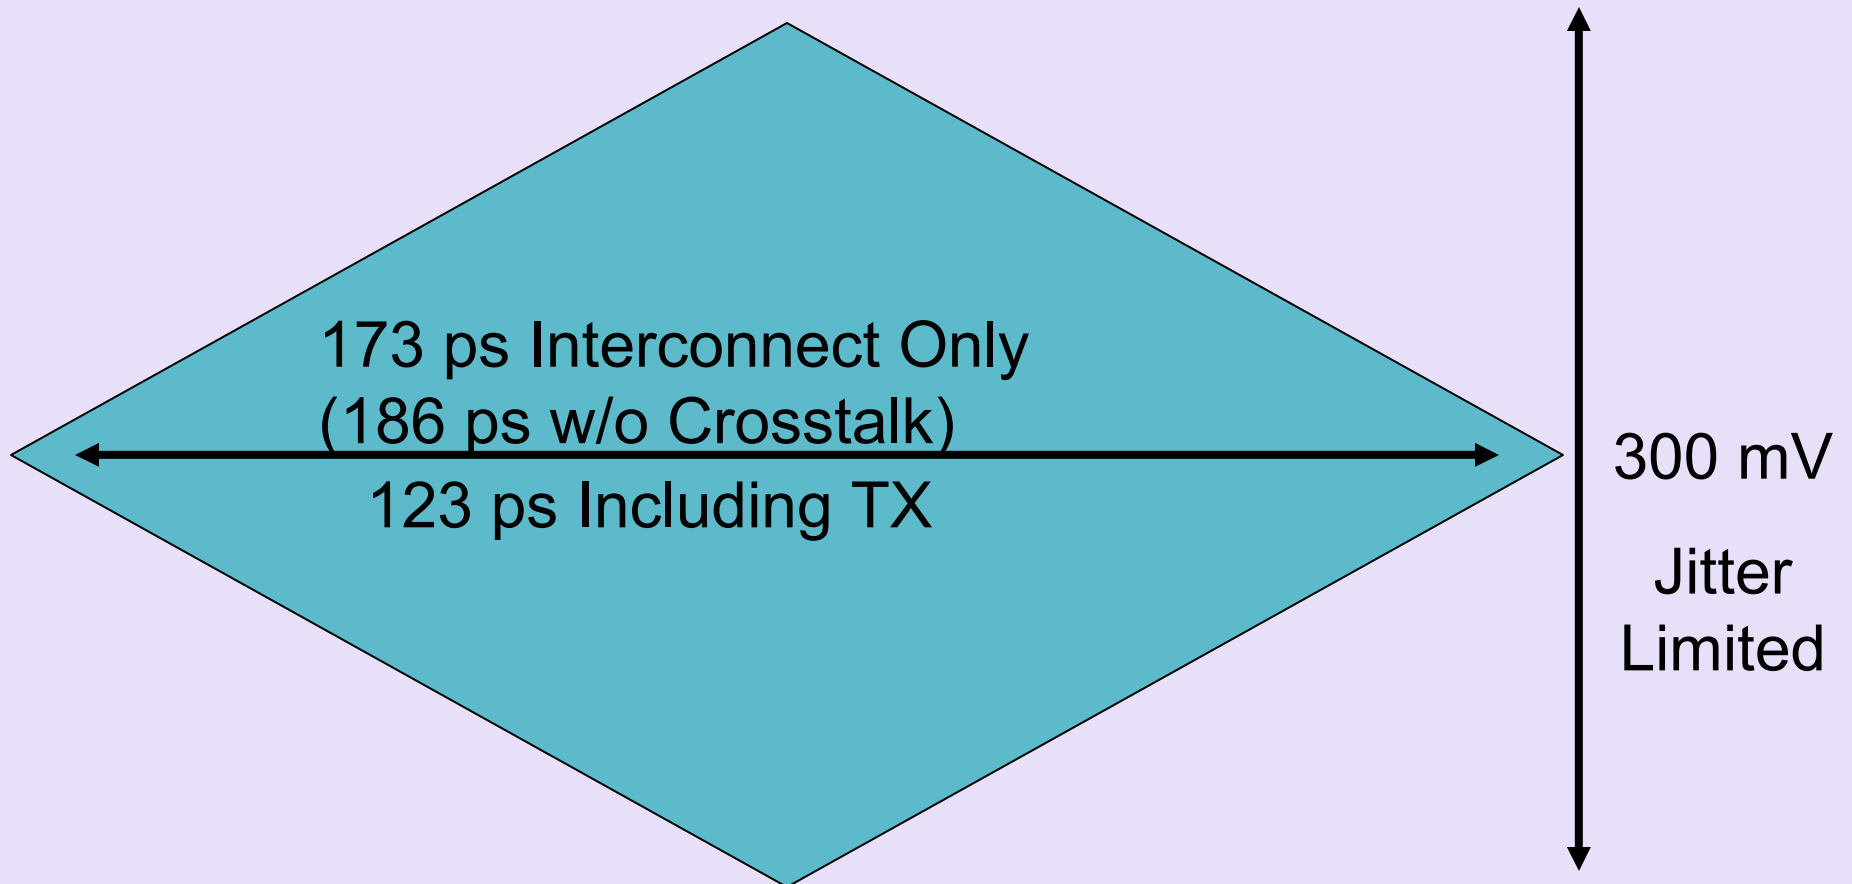 173 ps Interconnect Only
(186 ps w/o Crosstalk)
123 ps Including TX
300 mV
Jitter
Limited